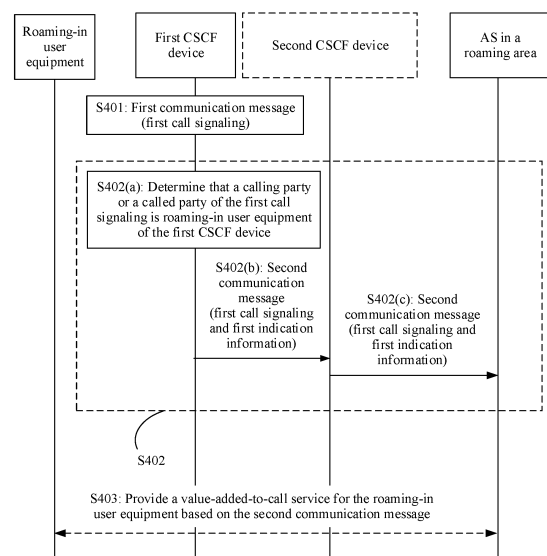 Roaming-in
user
equipment
First CSCF
device
Second CSCF device
AS in a
roaming area
S401: First communication message
(first call signaling)
S402(a): Determine that a calling party
or a called party of the first call
signaling is roaming-in user equipment
of the first CSCF device
S402(b): Second
communication
message
(first call signaling
and first indication
information)
S402(c): Second
communication message
(first call signaling and
first indication
information)
S402
S403: Provide a value-added-to-call service for the roaming-in
user equipment based on the second communication message